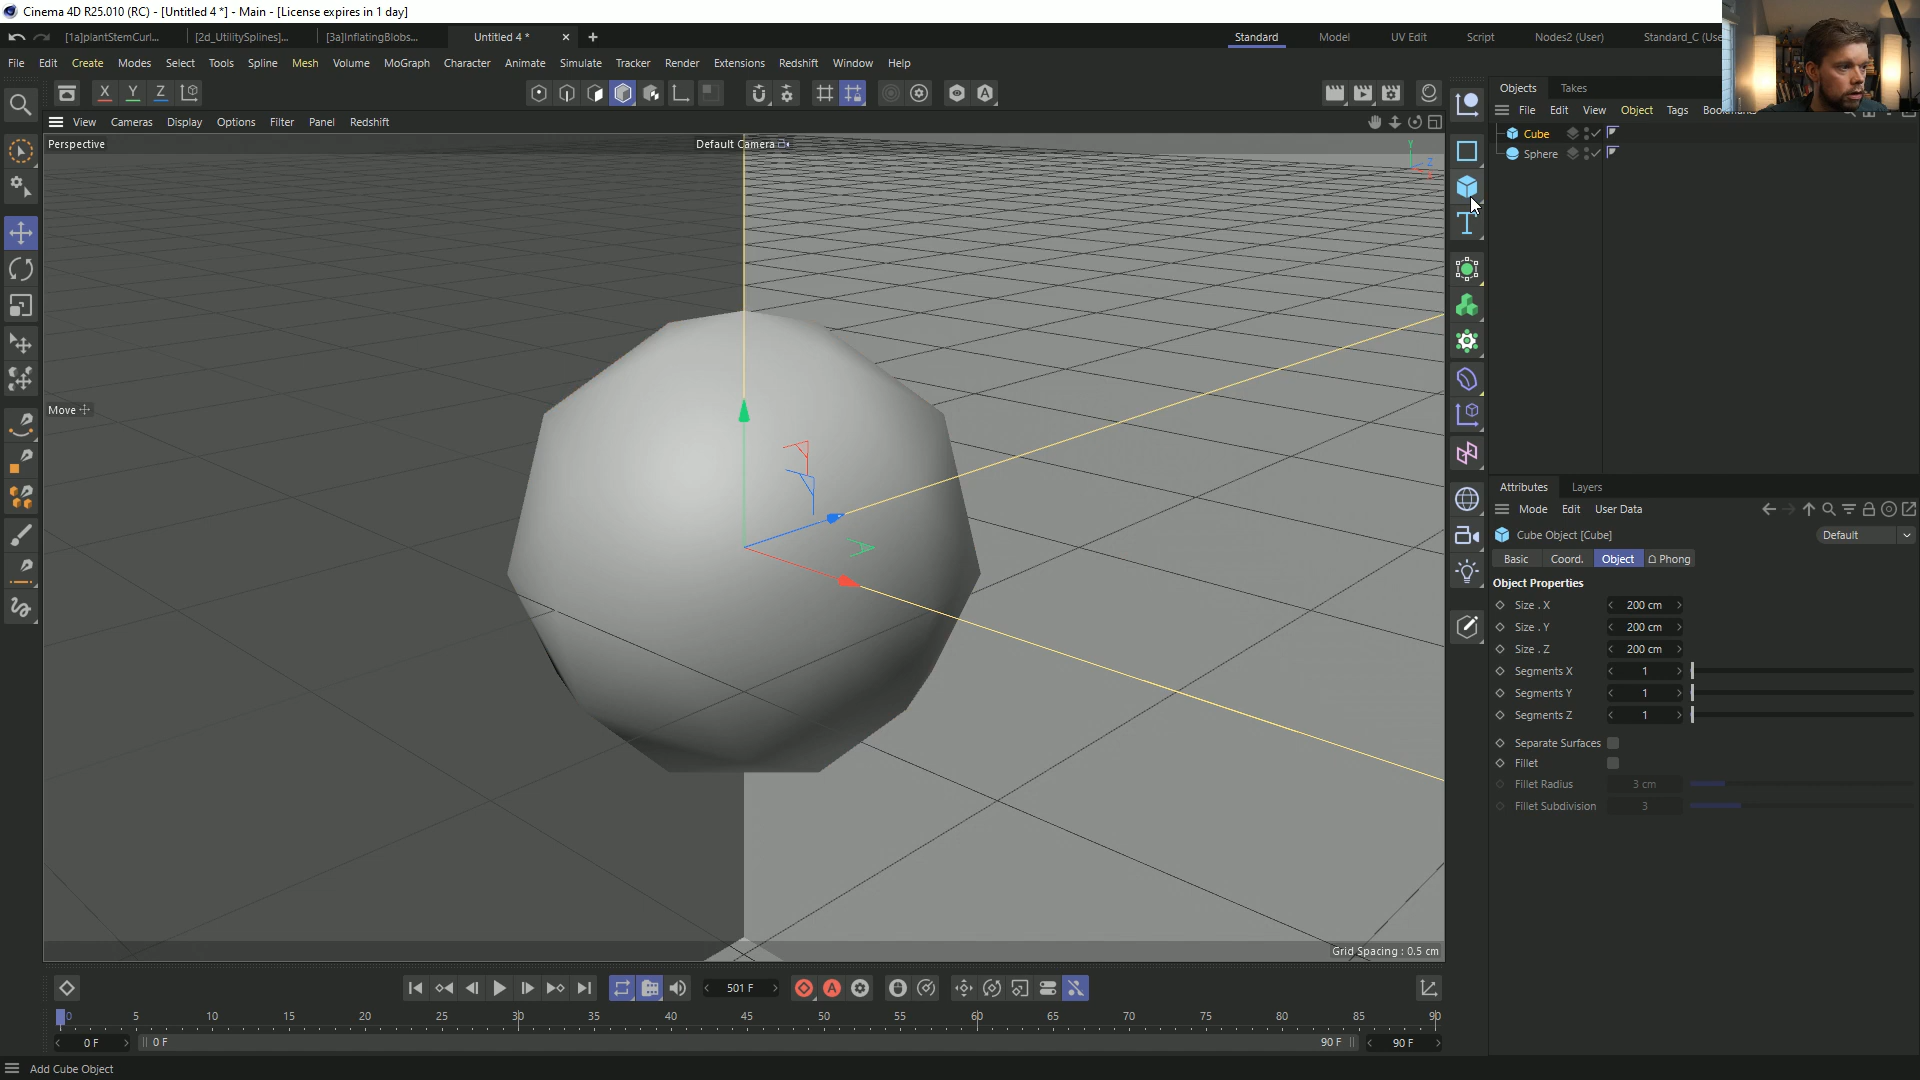 Cinema 4D R25.010 (RC) - [Untitled 4 *] - Main - [License expires in 1 day]
[1a]plantStemCurl... [2d_UtilitySplines]... [3a]InflatingBlobs... Untitled 4 *
Standard Model UV Edit Script Nodes2 (User) Standard_C (Use
File Edit Create Modes Select Tools Spline Mesh Volume MoGraph Character Animate Simulate Tracker Render Extensions Redshift Window Help
X Y Z
Objects Takes
View Cameras Display Options Filter Panel Redshift
File Edit View Object Tags
Perspective
Default Camera
Y
Z
X
Cube
Sphere
Move
Attributes Layers
Mode Edit User Data
Cube Object [Cube]
Default
Basic Coord. Object Phong
Object Properties
Size . X 200 cm
Size . Y 200 cm
Size . Z 200 cm
Segments X 1
Segments Y 1
Segments Z 1
Separate Surfaces
Fillet
Fillet Radius 3 cm
Fillet Subdivision 3
Grid Spacing : 0.5 cm
501 F
0 5 10 15 20 25 30 35 40 45 50 55 60 65 70 75 80 85 90
0 F 0 F 90 F 90 F
Add Cube Object